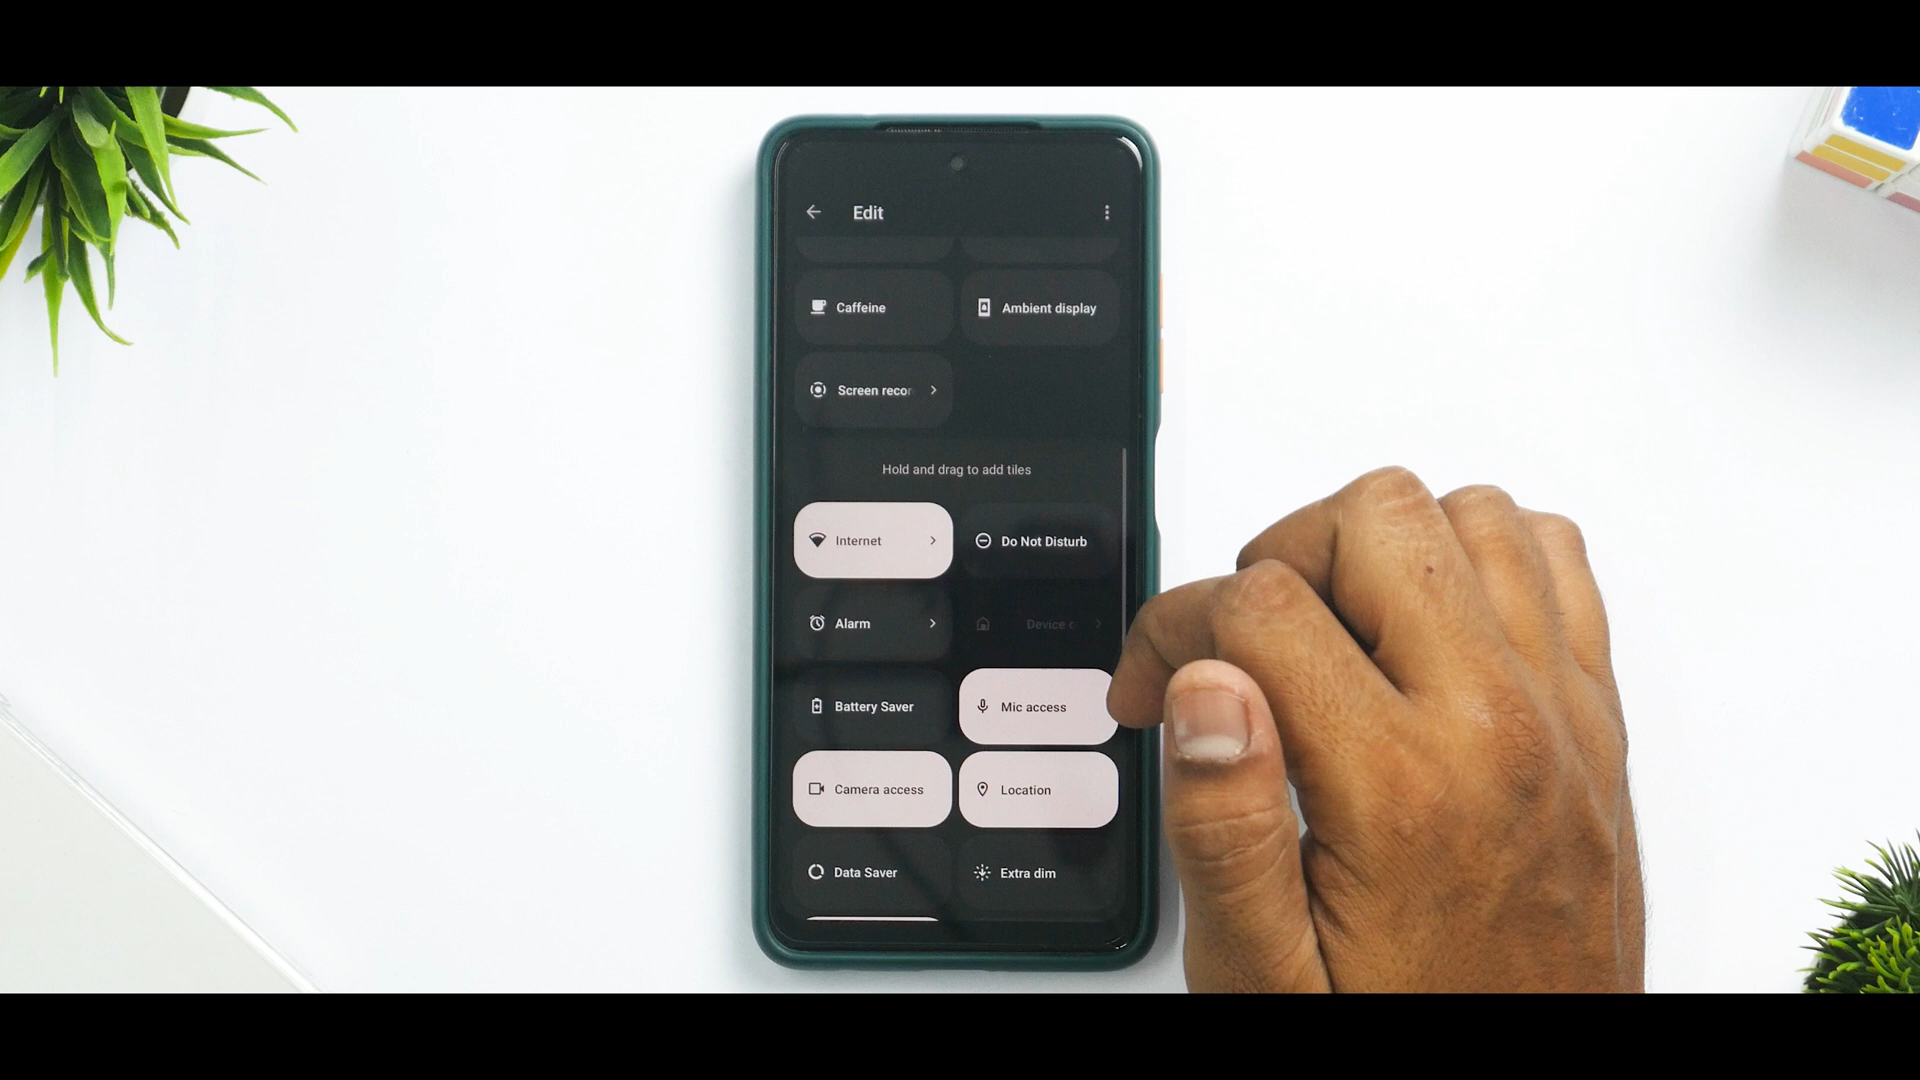 Edit
Caffeine
Ambient display
Screen recor
Hold and drag to add tiles
Internet
Do Not Disturb
Alarm
Device c
Battery Saver
Mic access
Camera access
Location
Data Saver
Extra dim